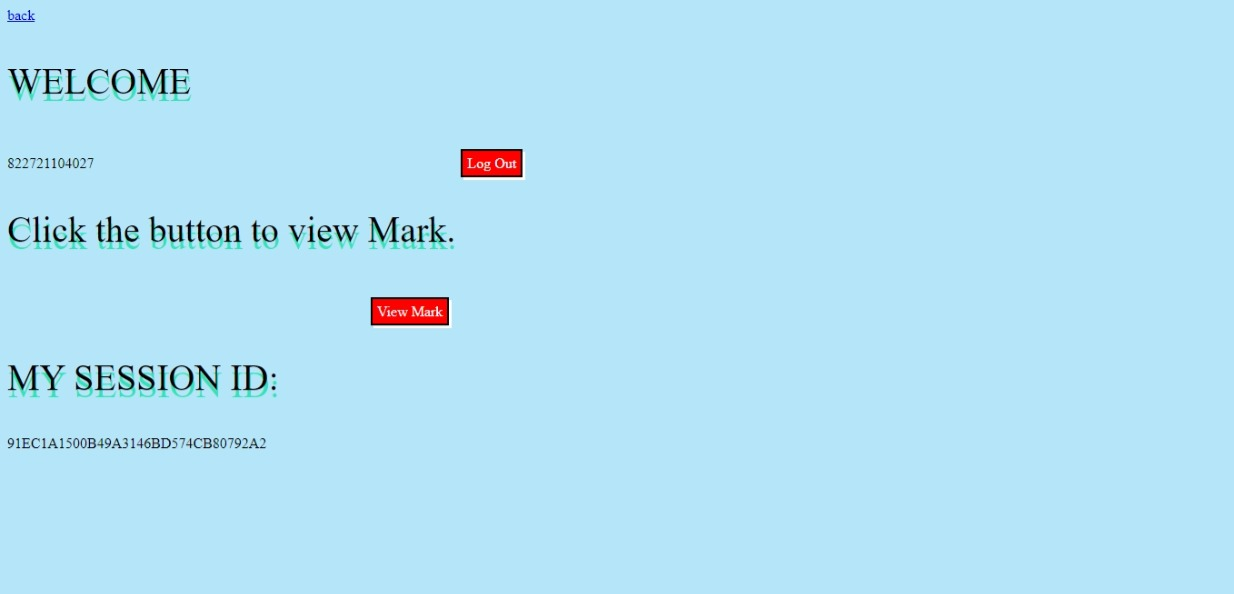 back
WELCOME
822721104027
Log Out
Click the button to view Mark.
View Mark
MY SESSION ID:
91EC1A1500B49A3146BD574CB80792A2